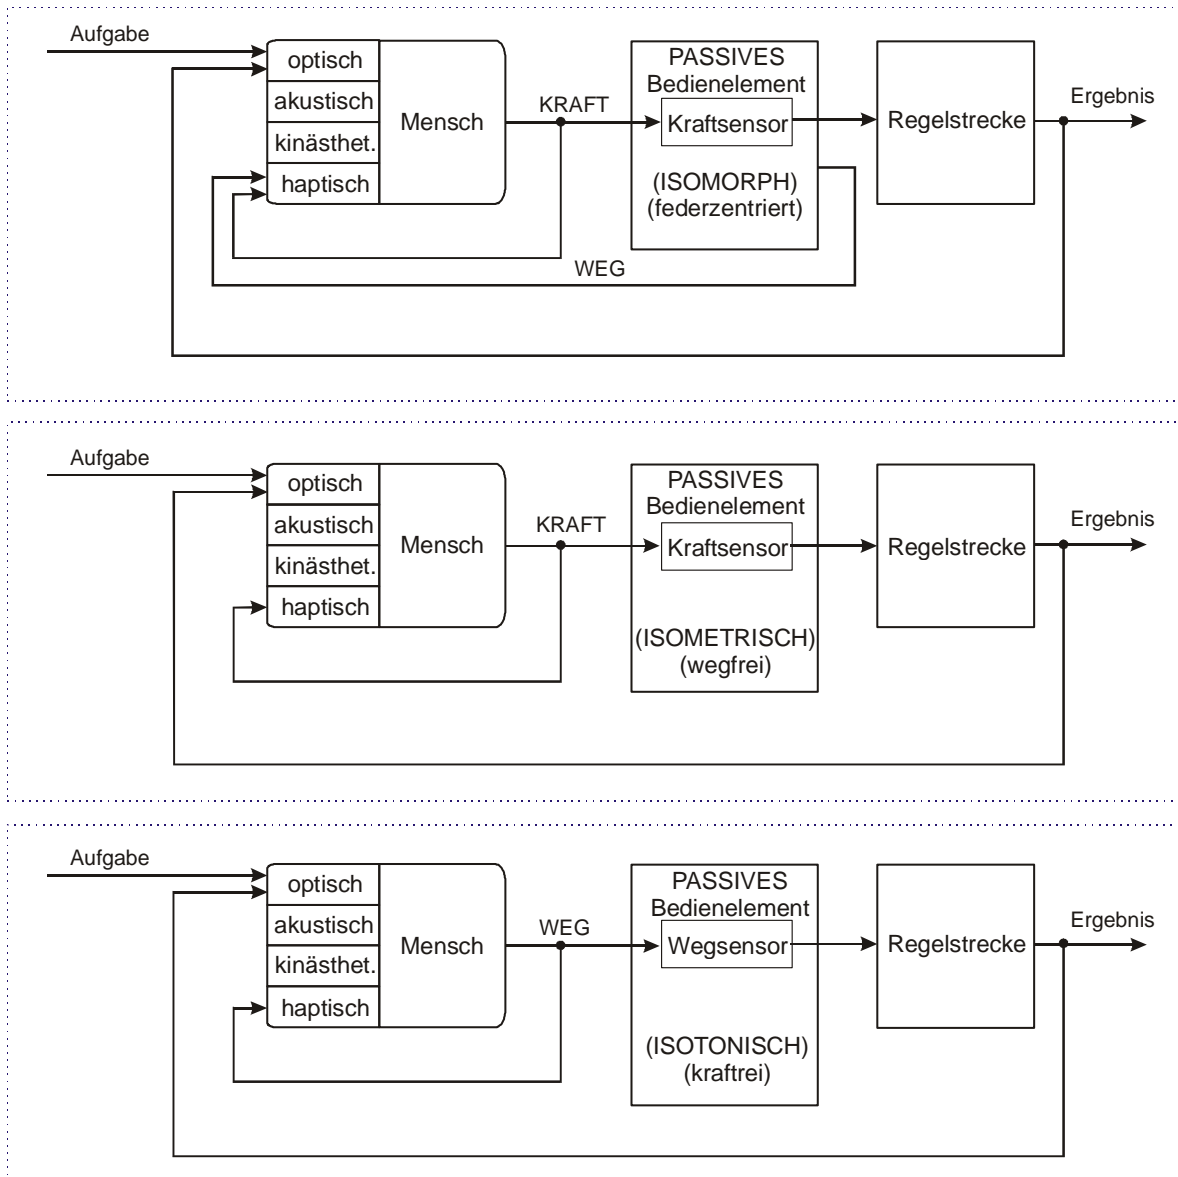 Aufgabe
optisch
akustisch
kinästhet.
haptisch
Mensch
KRAFT
PASSIVES
Bedienelement
Kraftsensor
(ISOMORPH)
(federzentriert)
Regelstrecke
Ergebnis
WEG
Aufgabe
optisch
akustisch
kinästhet.
haptisch
Mensch
KRAFT
PASSIVES
Bedienelement
Kraftsensor
(ISOMETRISCH)
(wegfrei)
Regelstrecke
Ergebnis
Aufgabe
optisch
akustisch
kinästhet.
haptisch
Mensch
WEG
PASSIVES
Bedienelement
Wegsensor
(ISOTONISCH)
(kraftrei)
Regelstrecke
Ergebnis